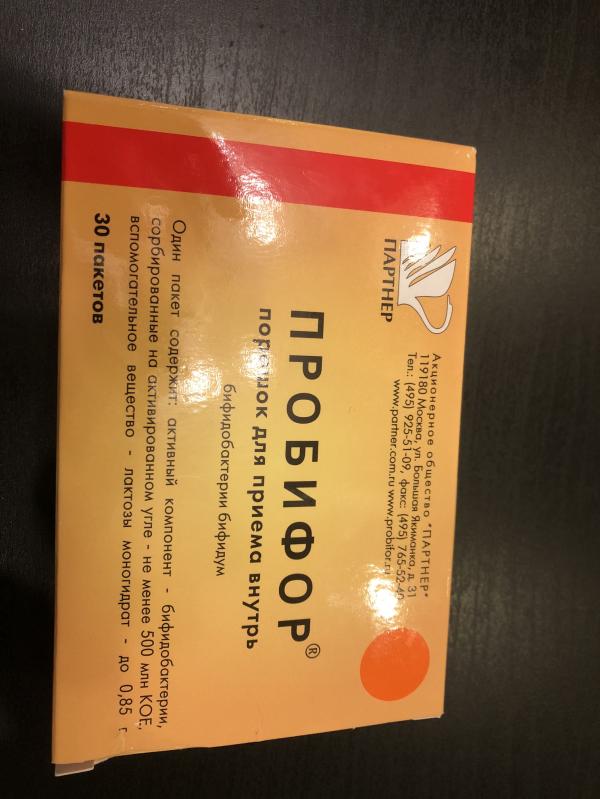 ПАРТНЕР
Акционерное общество "ПАРТНЕР"
119180 Москва, ул. Большая Якиманка, д. 31
Тел.: (495) 925-51-09, факс: (495) 765-52-40
www.partner.com.ru www.probifor.ru
ПРОБИФОР®
порошок для приема внутрь
бифидобактерии бифидум
Один пакет содержит: активный компонент - бифидобактерии,
сорбированные на активированном угле - не менее 500 млн КОЕ,
вспомогательное вещество - лактозы моногидрат - до 0,85 г
30 пакетов